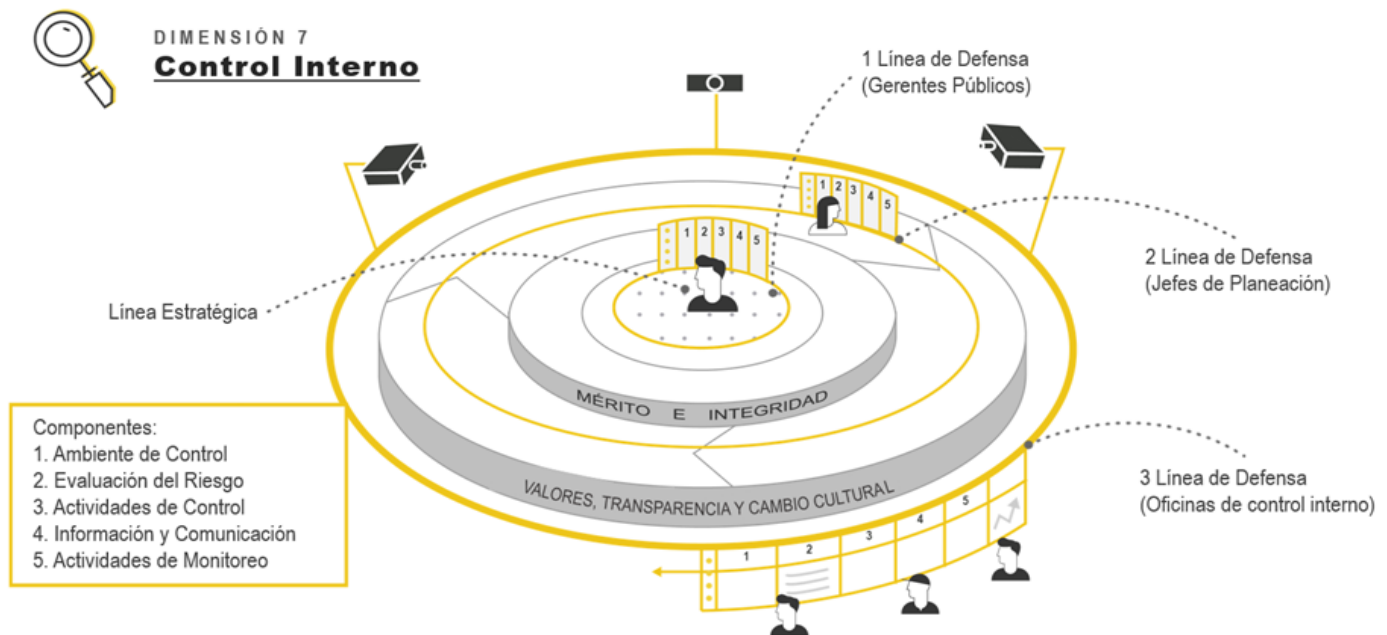 DIMENSIÓN 7
Control Interno
1 Línea de Defensa
(Gerentes Públicos)
1 2 3 4 5
1 2 3 4 5
2 Línea de Defensa
(Jefes de Planeación)
Línea Estratégica
MÉRITO E INTEGRIDAD
VALORES, TRANSPARENCIA Y CAMBIO CULTURAL
3 Línea de Defensa
(Oficinas de control interno)
Componentes:
1. Ambiente de Control
2. Evaluación del Riesgo
3. Actividades de Control
4. Información y Comunicación
5. Actividades de Monitoreo
1 2 3 4 5